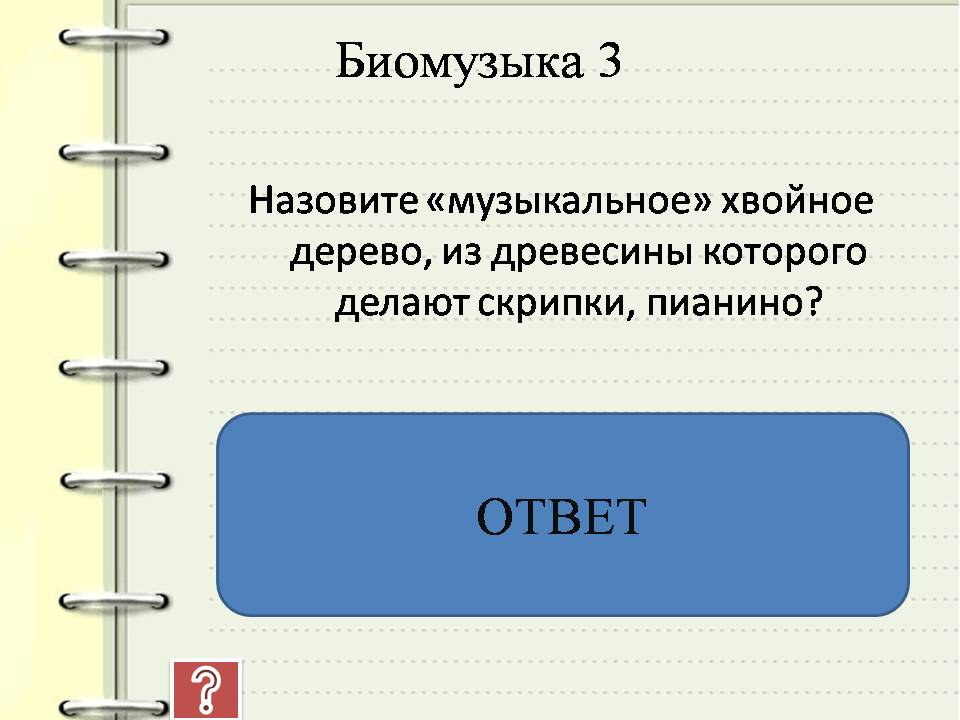 Биомузыка 3
Назовите «музыкальное» хвойное
дерево, из древесины которого
делают скрипки, пианино?
ОТВЕТ
?